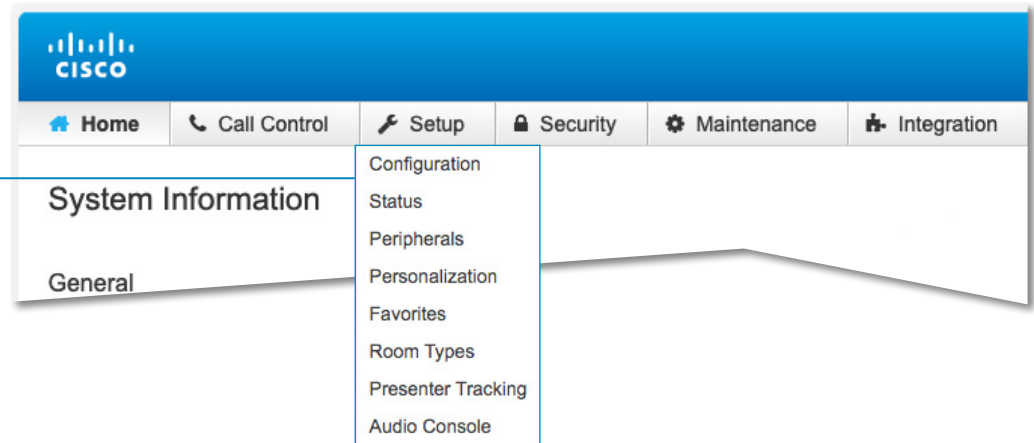 CISCO
Home Call Control Setup Security Maintenance Integration
System Information
General
Configuration
Status
Peripherals
Personalization
Favorites
Room Types
Presenter Tracking
Audio Console